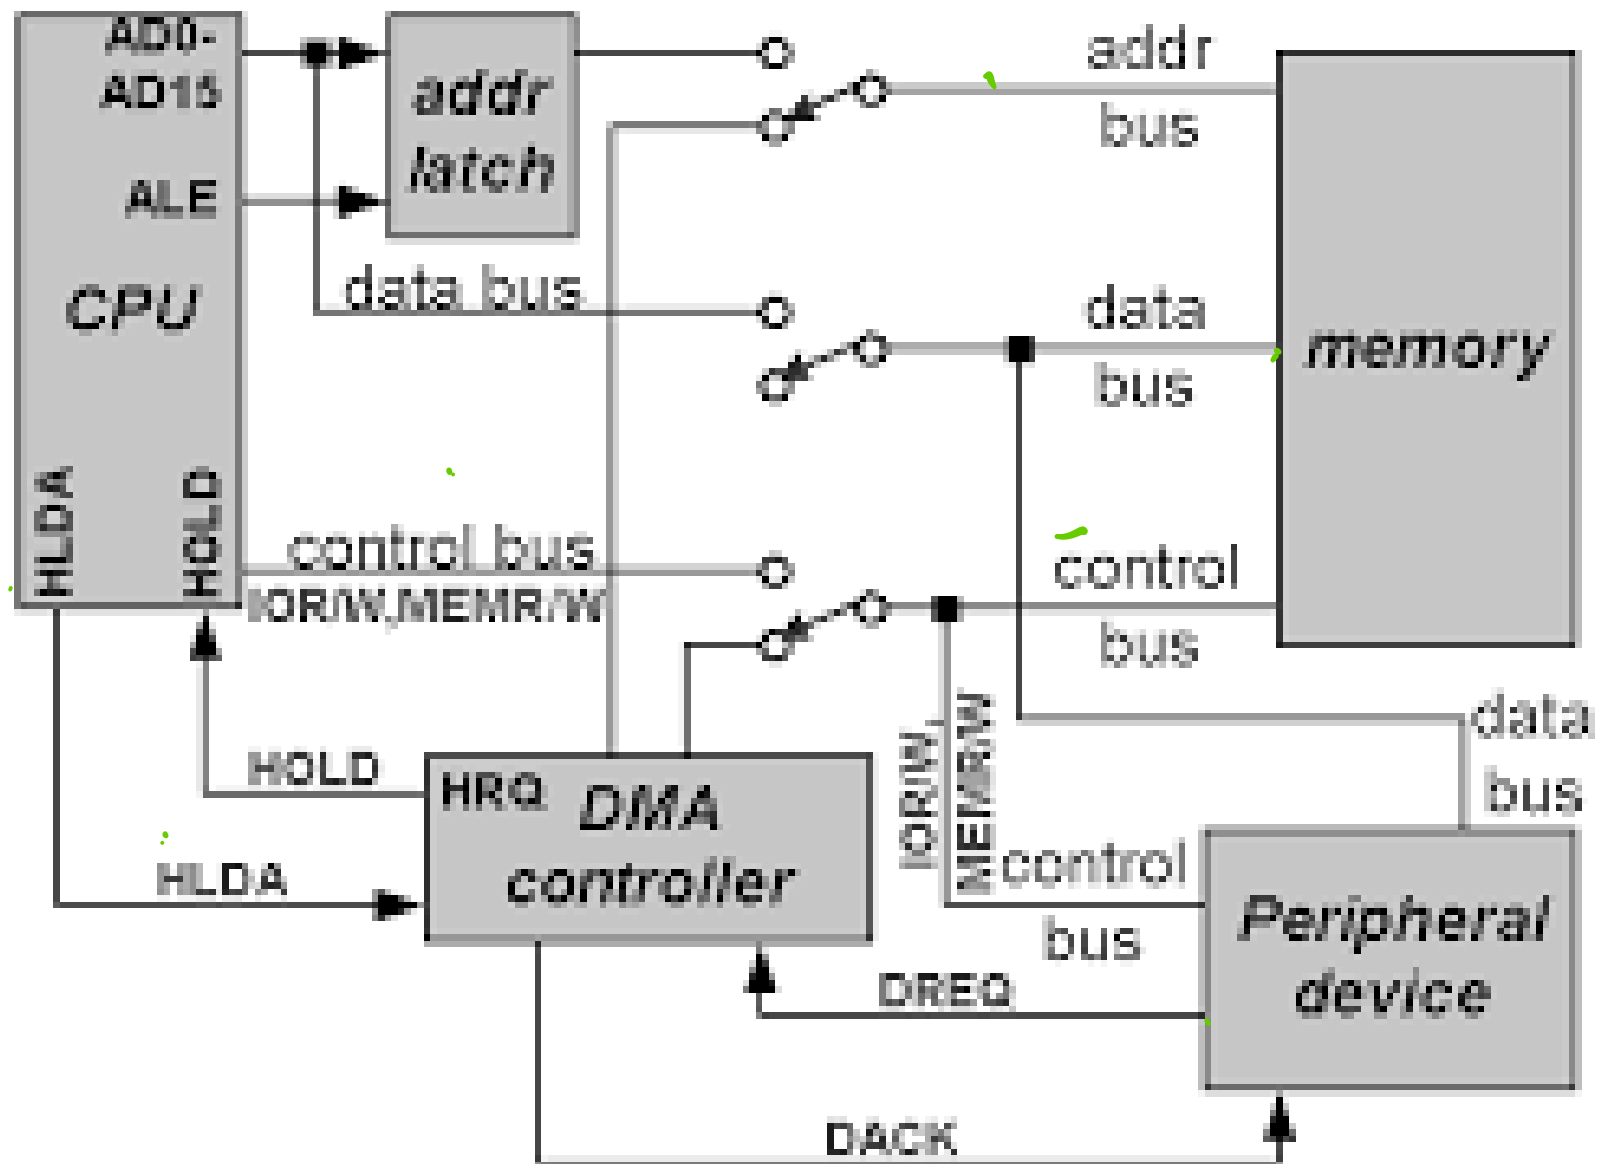 AD0-
AD15
addr
latch
addr
bus
ALE
CPU
data bus
data
bus
memory
HLDA
HOLD
control bus
IOR/W,MEMR/W
control
bus
IOR/W,
MEMR/W
data
bus
HOLD
HRQ
DMA
controller
HLDA
control
bus
Peripheral
device
DREQ
DACK